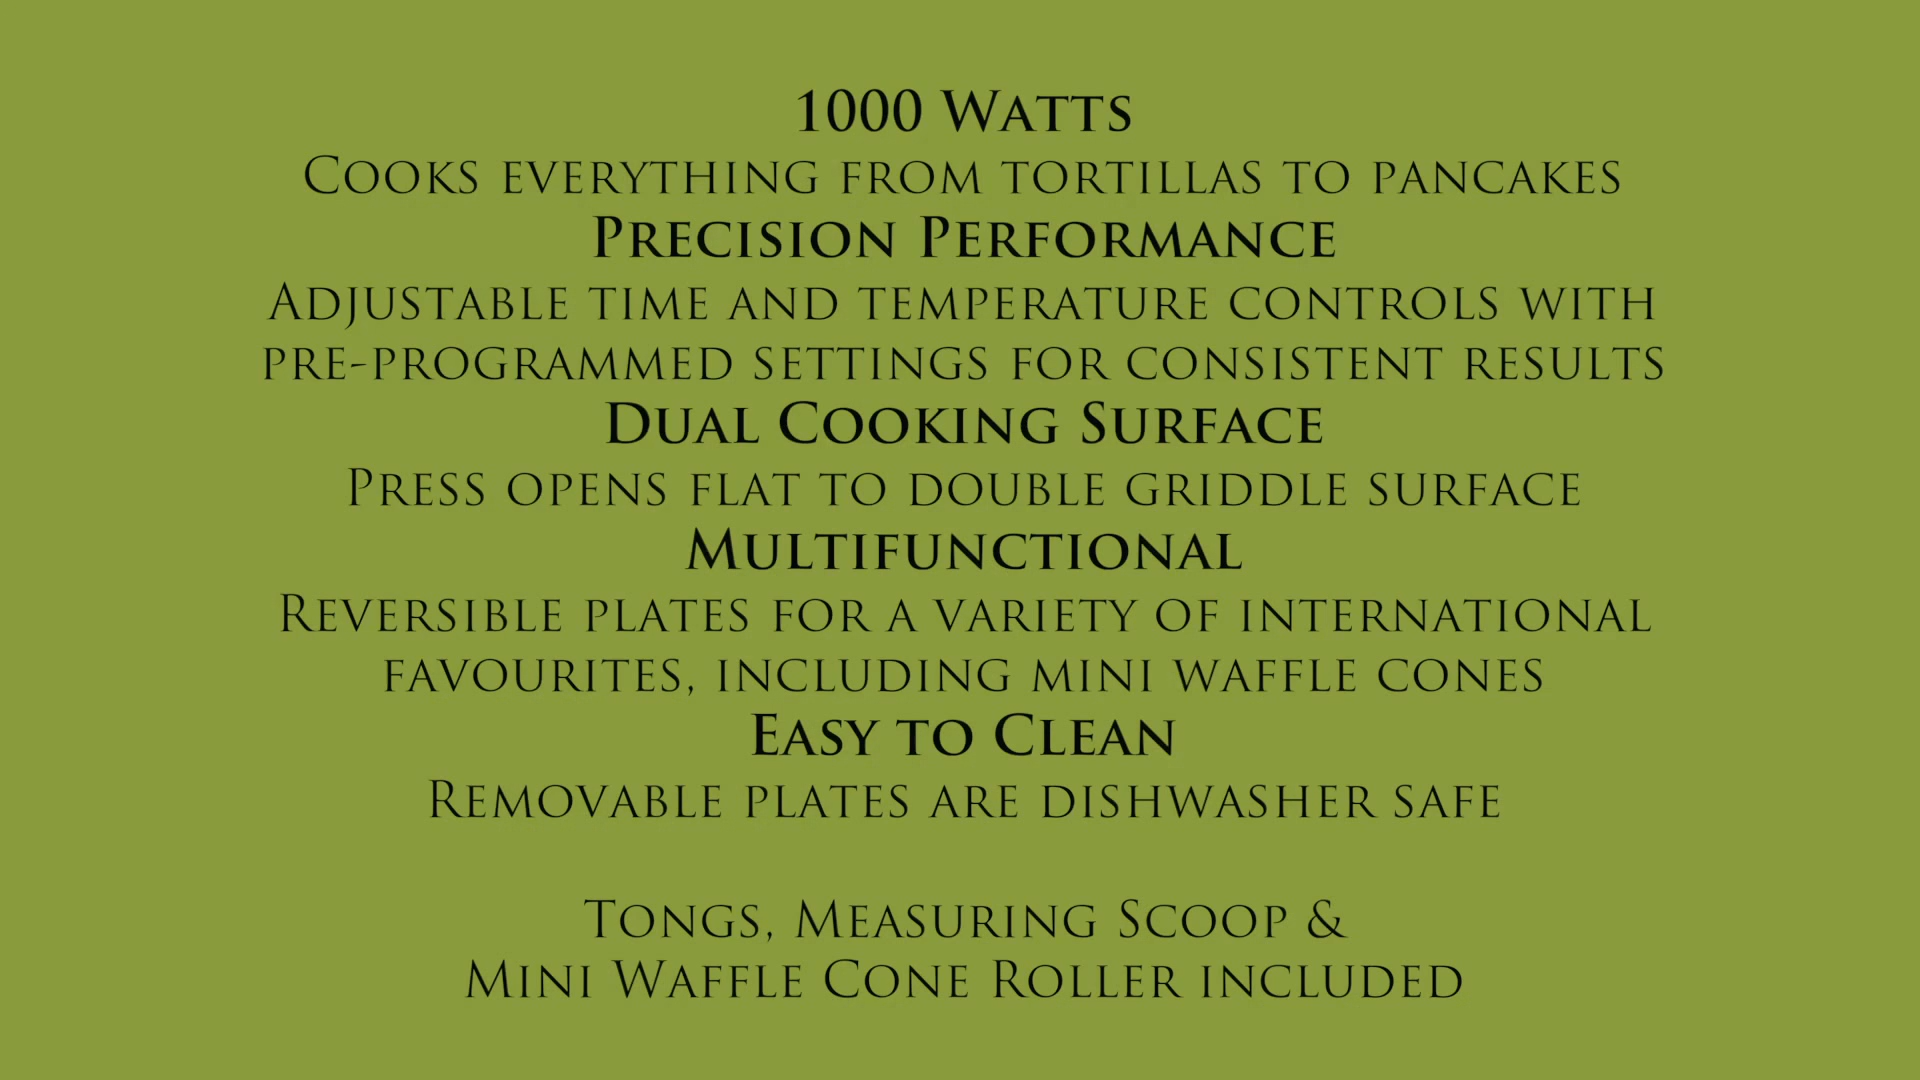 1000 Watts
Cooks everything from tortillas to pancakes
Precision Performance
Adjustable time and temperature controls with
pre-programmed settings for consistent results
Dual Cooking Surface
Press opens flat to double griddle surface
Multifunctional
Reversible plates for a variety of international
favourites, including mini waffle cones
Easy to Clean
Removable plates are dishwasher safe
Tongs, Measuring Scoop &
Mini Waffle Cone Roller included